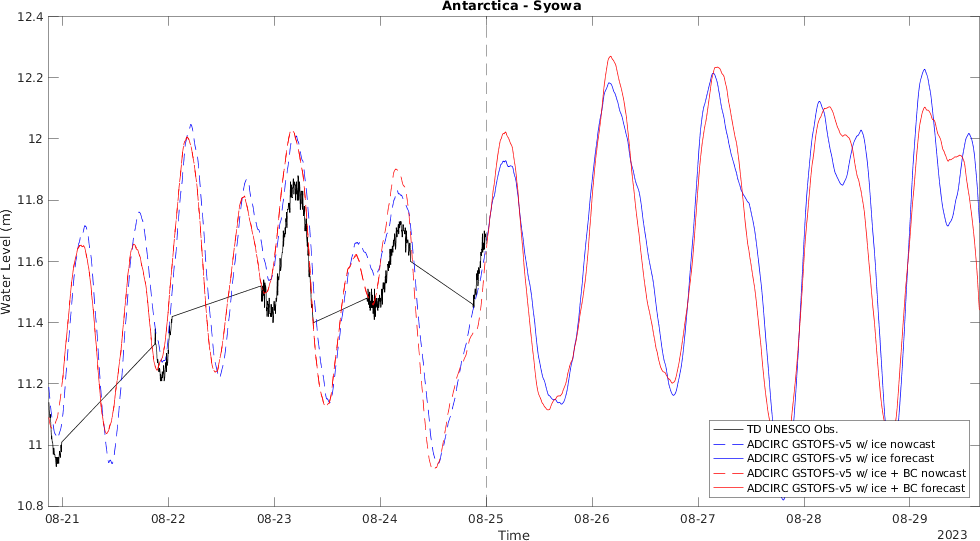 Antarctica - Syowa
12.4
12.2
12
11.8
11.6
11.4
11.2
11
10.8
Water Level (m)
08-21 08-22 08-23 08-24 08-25 08-26 08-27 08-28 08-29
Time
2023
TD UNESCO Obs.
ADCIRC GSTOFS-v5 w/ ice nowcast
ADCIRC GSTOFS-v5 w/ ice forecast
ADCIRC GSTOFS-v5 w/ ice + BC nowcast
ADCIRC GSTOFS-v5 w/ ice + BC forecast